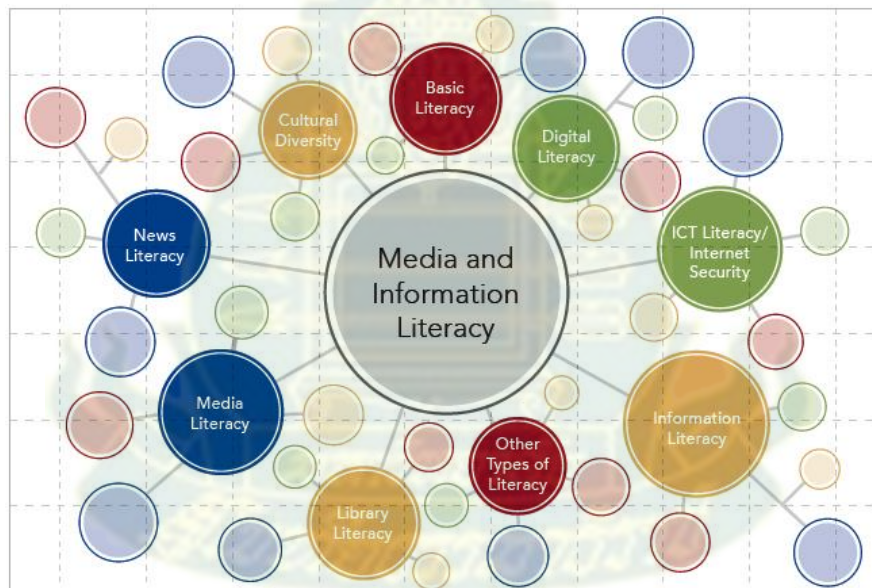 Basic
Literacy
Cultural
Diversity
Digital
Literacy
News
Literacy
ICT Literacy/
Internet
Security
Media and
Information
Literacy
Media
Literacy
Information
Literacy
Other
Types of
Literacy
Library
Literacy